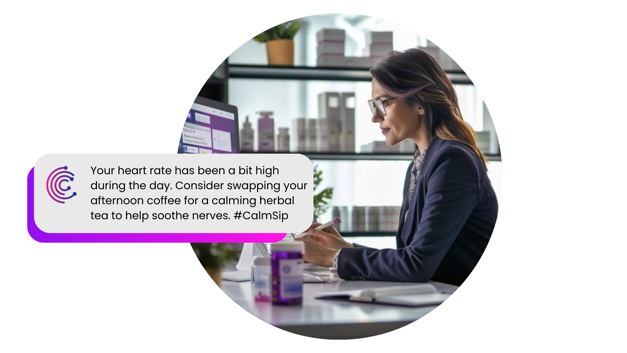 Your heart rate has been a bit high
during the day. Consider swapping your
afternoon coffee for a calming herbal
tea to help soothe nerves. #CalmSip